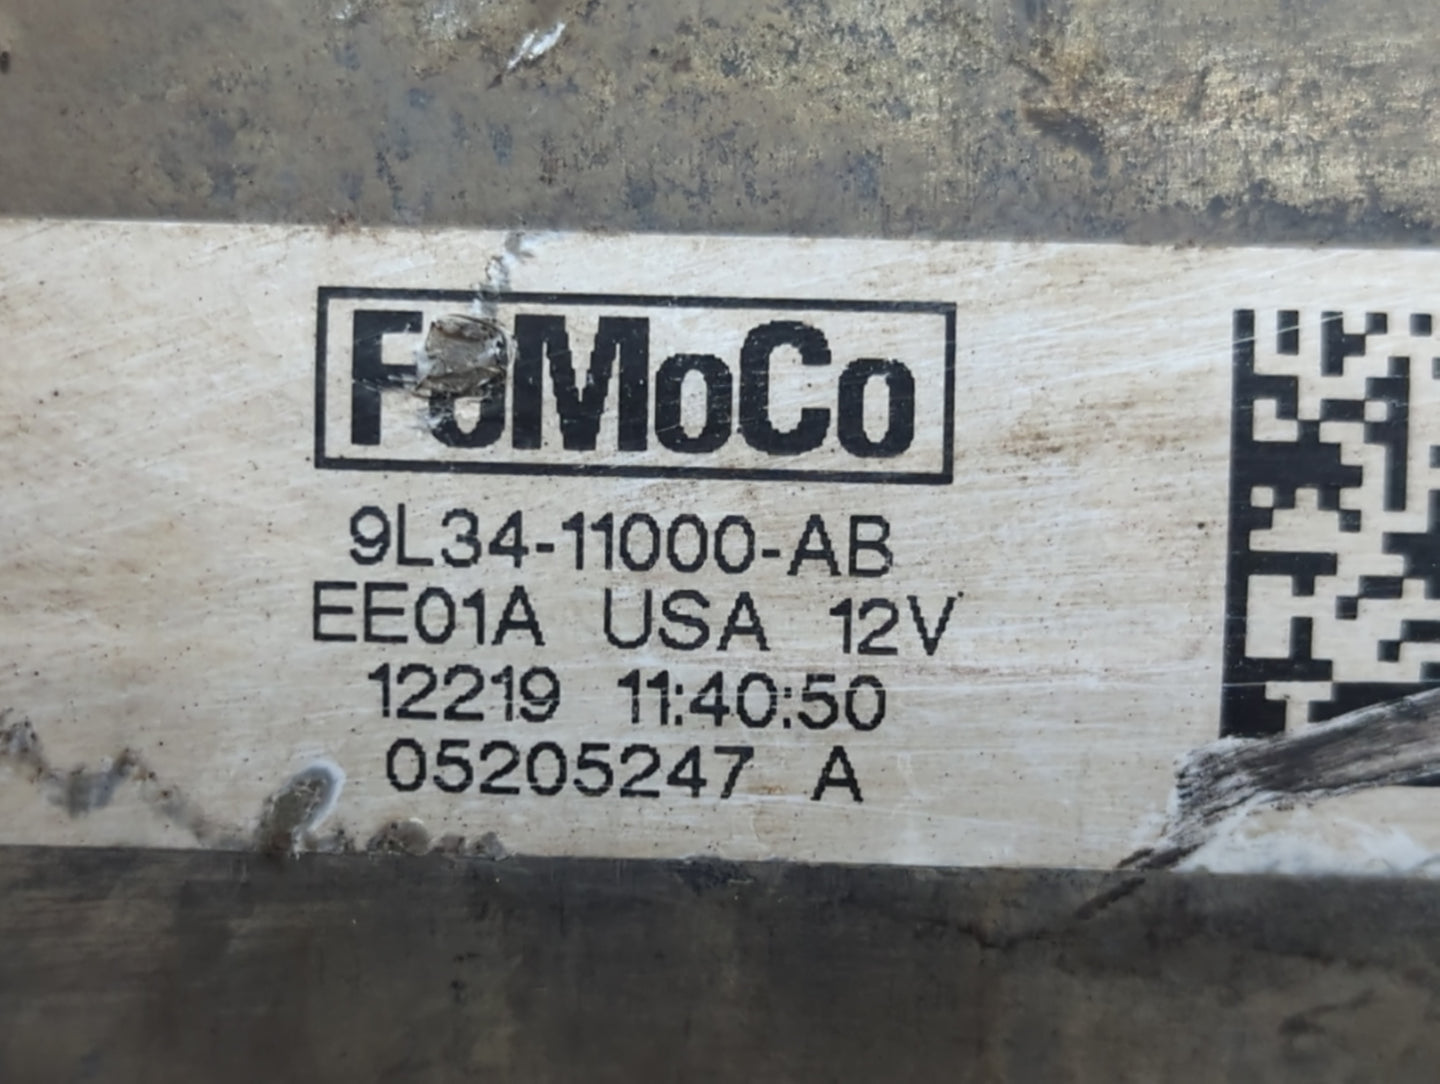 FoMoCo
9L34-11000-AB
EE01A USA 12V
12219 11:40:50
05205247 A